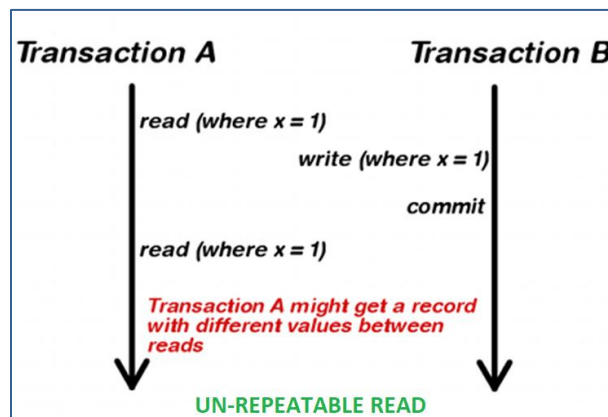 Transaction A
Transaction B
read (where x = 1)
write (where x = 1)
commit
read (where x = 1)
Transaction A might get a record
with different values between
reads
UN-REPEATABLE READ